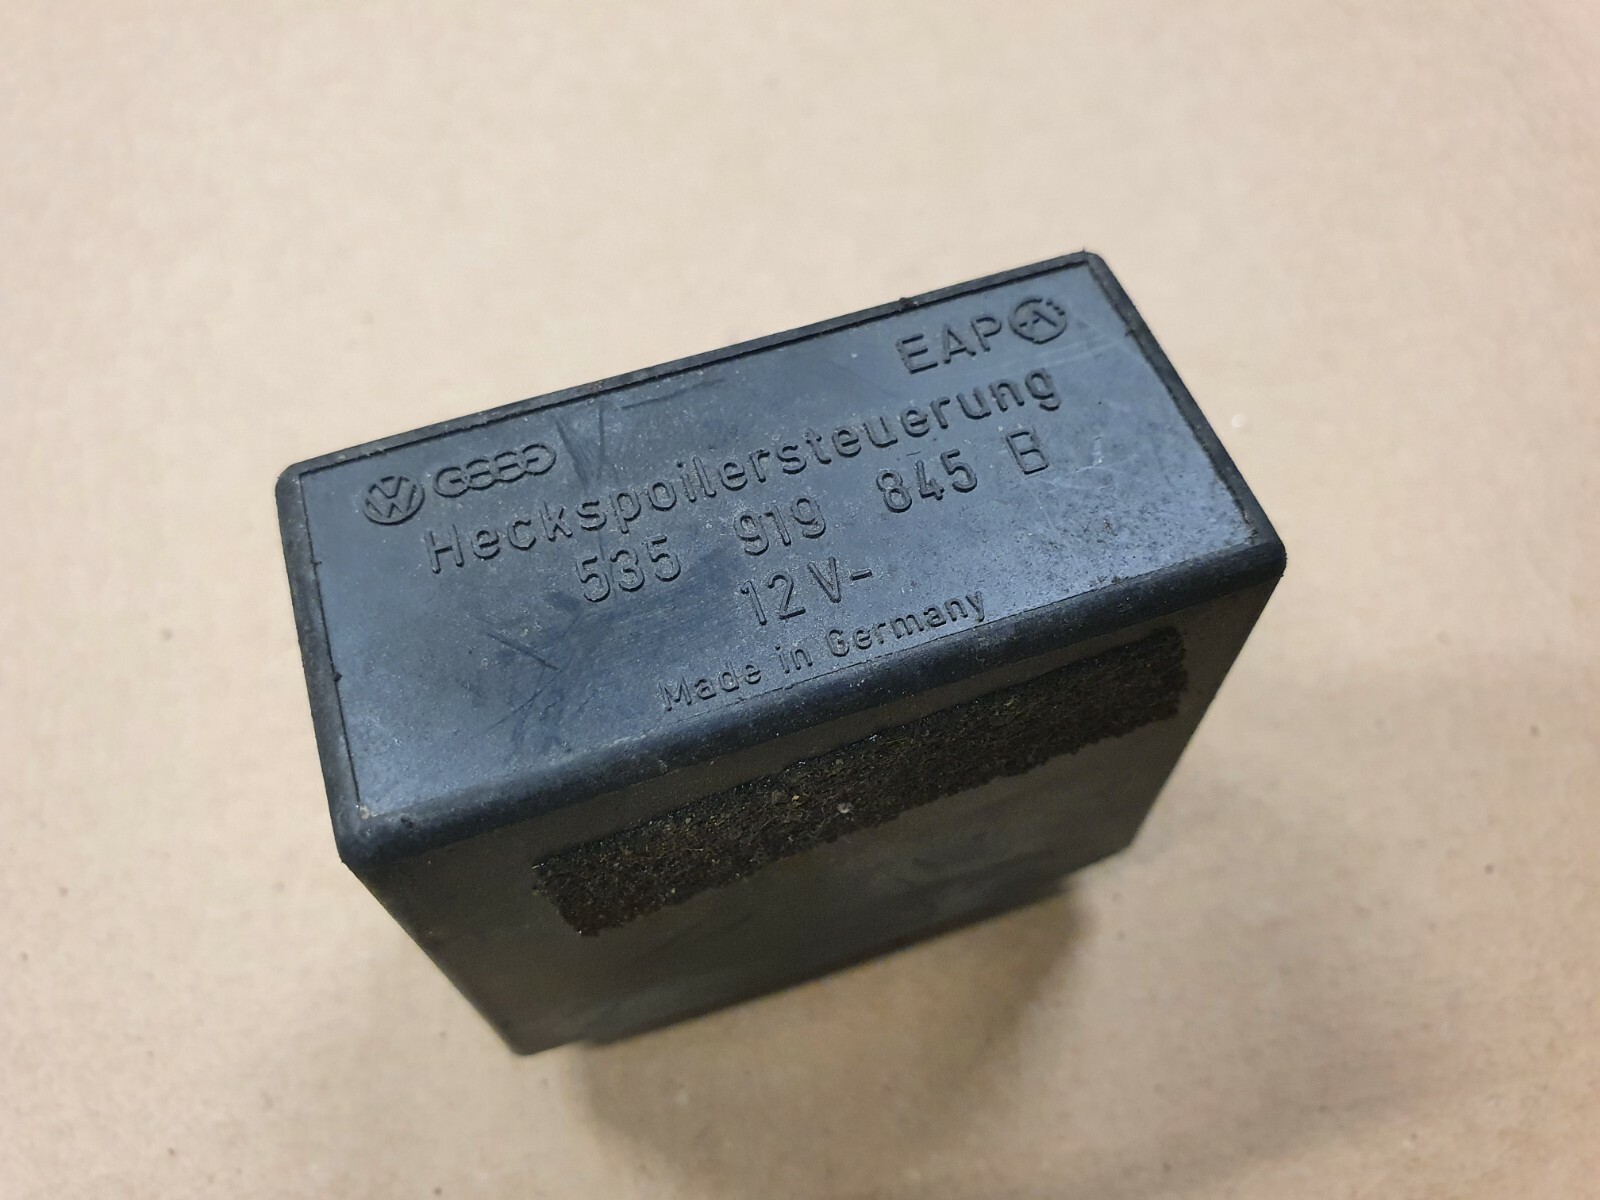 EAP
Heckspoilersteuerung
535 919 845 B
12V-
Made in Germany